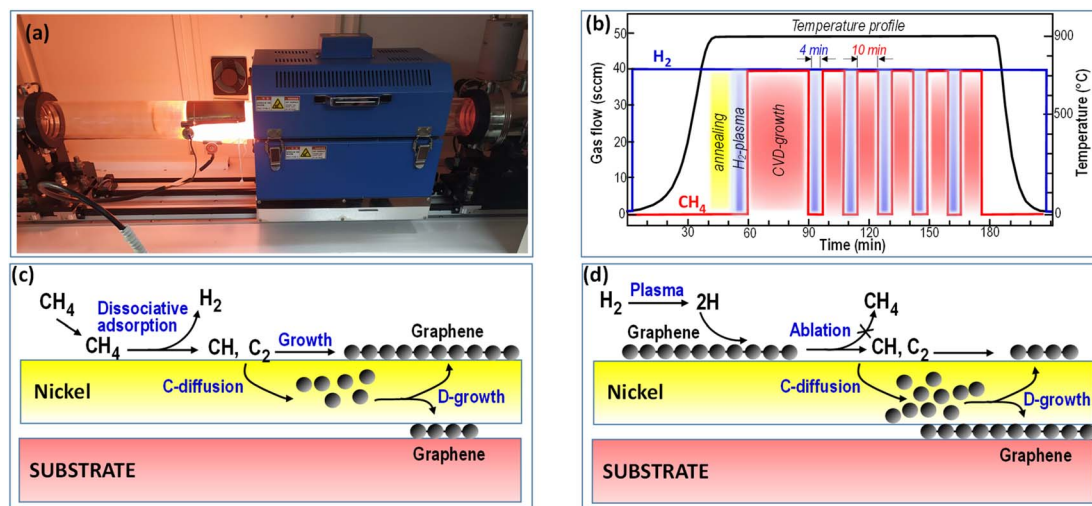 (a)
(b)
Temperature profile
50
40
30
20
10
0
Gas flow (sccm)
H2
4 min
10 min
annealing
H2-plasma
CVD-growth
CH4
30
60
90
120
150
180
Time (min)
900
500
0
Temperature (°C)
(c)
CH4
Dissociative
adsorption
H2
CH4
CH, C2
Growth
Graphene
Nickel
C-diffusion
D-growth
Graphene
SUBSTRATE
(d)
H2
Plasma
2H
CH4
Graphene
Ablation
CH, C2
Nickel
C-diffusion
D-growth
Graphene
SUBSTRATE